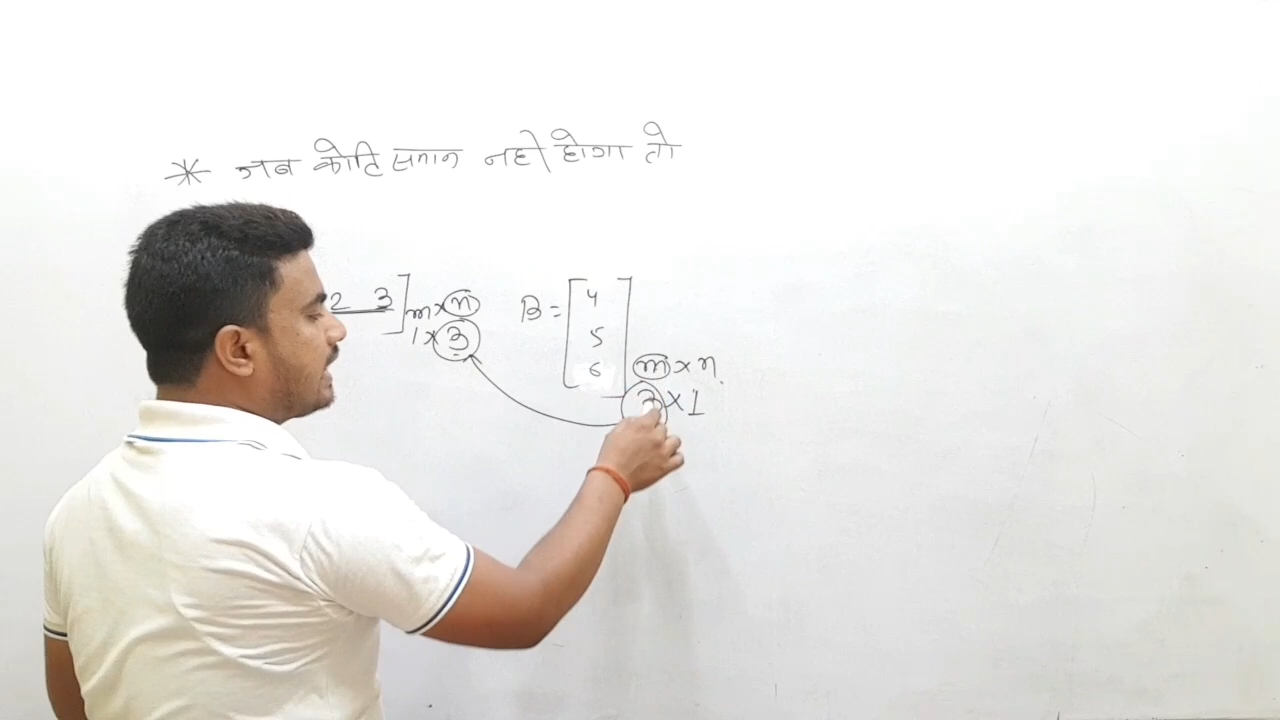 * जब कोटि समान नही होगा तो
2 3] m×n
1×3
B = [4
5
6] m×n
3×1